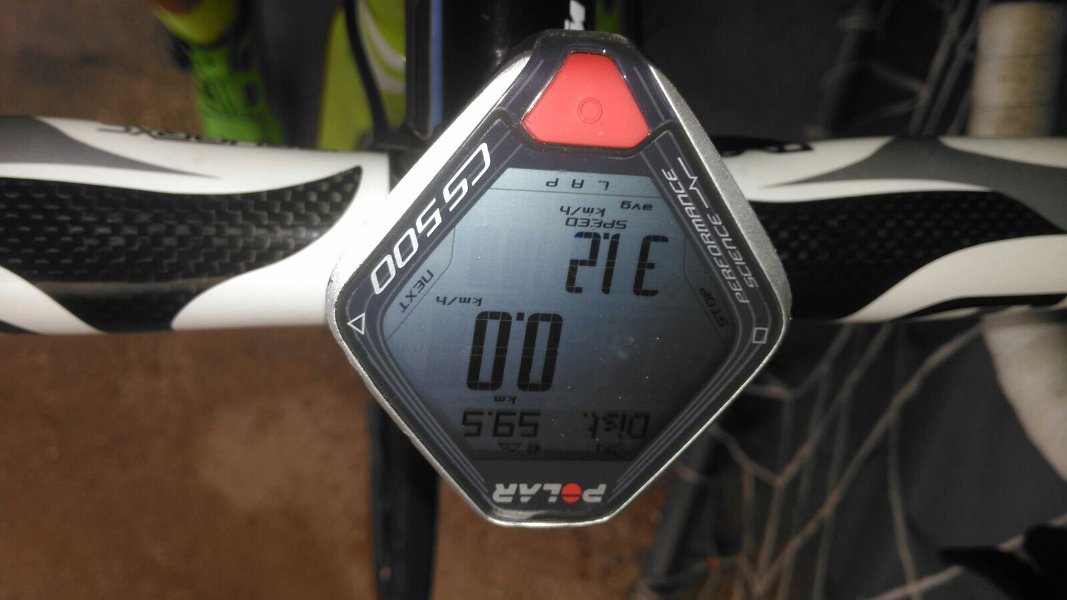 POLAR
Dist. 59.5
km
0.0
km/h
STOP
NEXT
31.2
SPEED
avg km/h
LAP
CS500
PERFORMANCE
SCIENCE